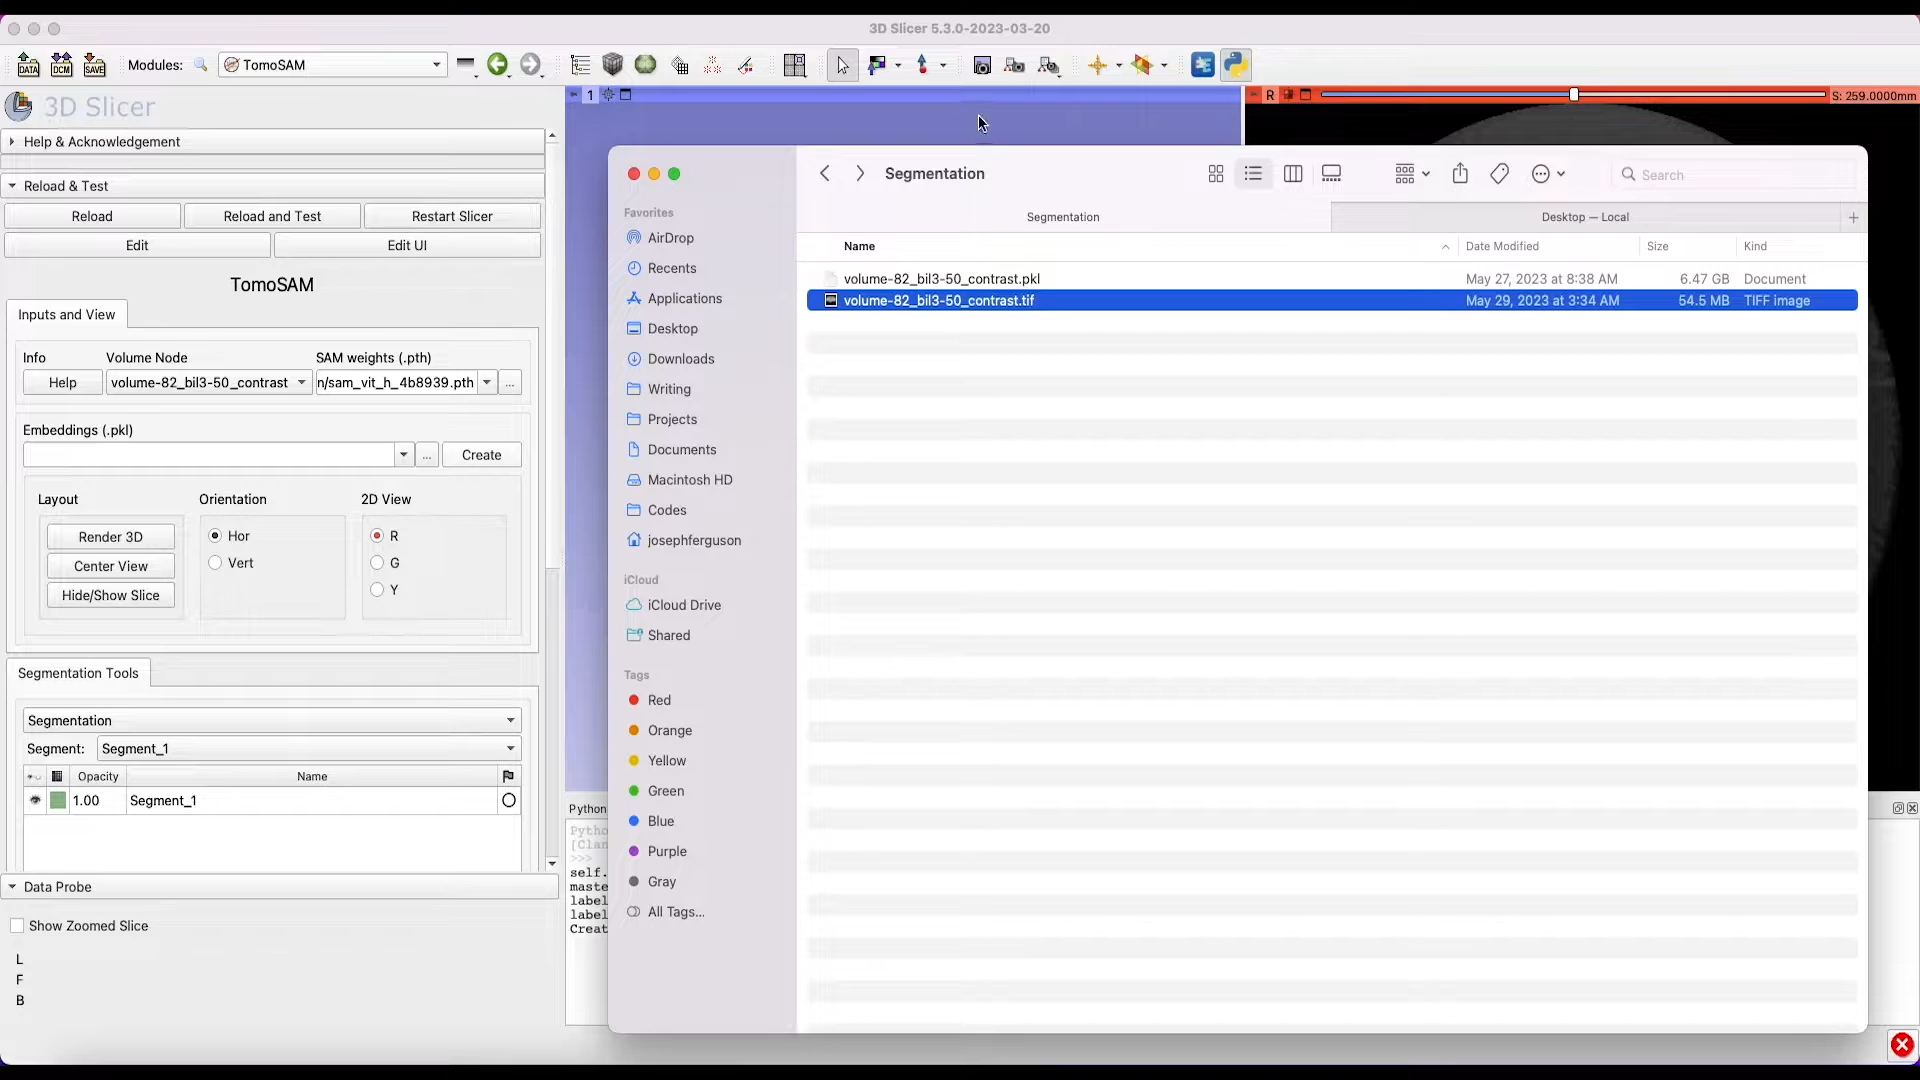 3D Slicer 5.3.0-2023-03-20
DATA
DCM
SAVE
Modules:
TomoSAM
3D Slicer
1
R
S: 259.0000mm
Help & Acknowledgement
Reload & Test
Reload
Reload and Test
Restart Slicer
Edit
Edit UI
TomoSAM
Inputs and View
Info
Volume Node
SAM weights (.pth)
Help
volume-82_bil3-50_contrast
n/sam_vit_h_4b8939.pth
...
Embeddings (.pkl)
...
Create
Layout
Orientation
2D View
Render 3D
Hor
R
Center View
Vert
G
Hide/Show Slice
Y
Segmentation Tools
Segmentation
Segment:
Segment_1
Opacity
Name
1.00
Segment_1
Data Probe
Show Zoomed Slice
L
F
B
Segmentation
Search
Segmentation
Desktop — Local
+
Name
Date Modified
Size
Kind
volume-82_bil3-50_contrast.pkl
May 27, 2023 at 8:38 AM
6.47 GB
Document
volume-82_bil3-50_contrast.tif
May 29, 2023 at 3:34 AM
54.5 MB
TIFF image
Favorites
AirDrop
Recents
Applications
Desktop
Downloads
Writing
Projects
Documents
Macintosh HD
Codes
josephferguson
iCloud
iCloud Drive
Shared
Tags
Red
Orange
Yellow
Green
Blue
Purple
Gray
All Tags...
Python
Pytho
[Clan
>>>
self.
maste
label
label
Creat